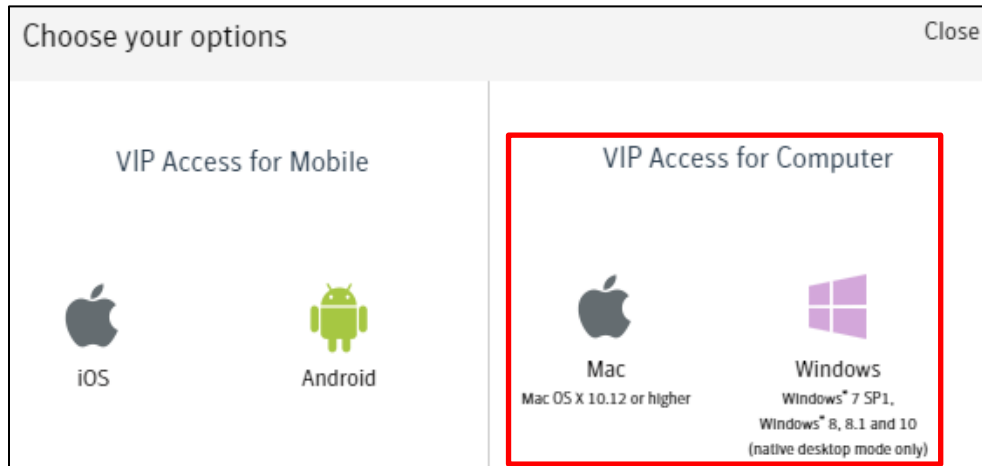 Choose your options
Close
VIP Access for Mobile
iOS
Android
VIP Access for Computer
Mac
Mac OS X 10.12 or higher
Windows
Windows® 7 SP1,
Windows® 8, 8.1 and 10
(native desktop mode only)